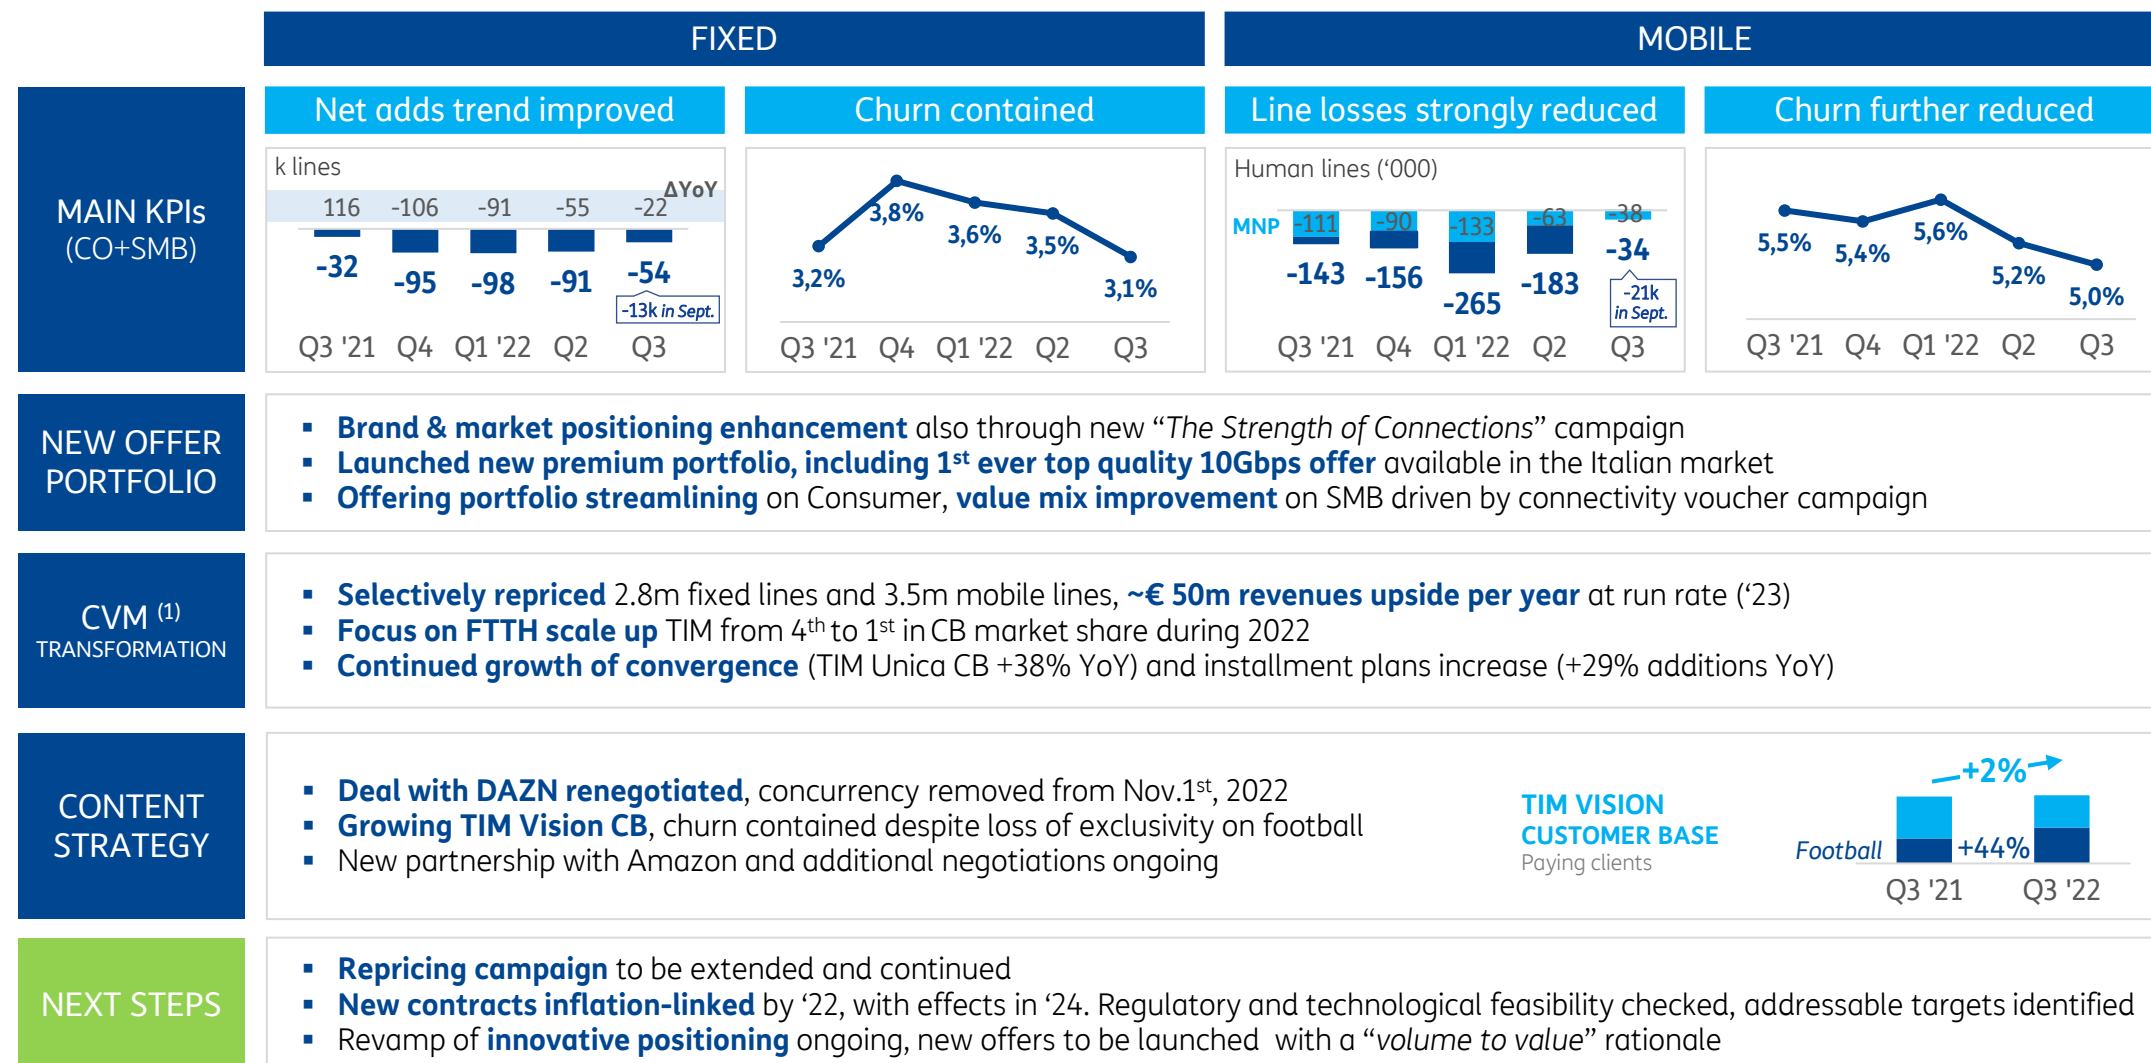 FIXED
MOBILE
MAIN KPIs
(CO+SMB)
Net adds trend improved
k lines
ΔYoY
116 -106 -91 -55 -22
-32 -95 -98 -91 -54
-13k in Sept.
Q3 '21 Q4 Q1 '22 Q2 Q3
Churn contained
3,2% 3,8% 3,6% 3,5% 3,1%
Q3 '21 Q4 Q1 '22 Q2 Q3
Line losses strongly reduced
Human lines (‘000)
MNP -111 -90 -133 -63 -38
-143 -156 -265 -183 -34
-21k
in Sept.
Q3 '21 Q4 Q1 '22 Q2 Q3
Churn further reduced
5,5% 5,4% 5,6% 5,2% 5,0%
Q3 '21 Q4 Q1 '22 Q2 Q3
NEW OFFER
PORTFOLIO
▪ Brand & market positioning enhancement also through new “The Strength of Connections” campaign
▪ Launched new premium portfolio, including 1st ever top quality 10Gbps offer available in the Italian market
▪ Offering portfolio streamlining on Consumer, value mix improvement on SMB driven by connectivity voucher campaign
CVM (1)
TRANSFORMATION
▪ Selectively repriced 2.8m fixed lines and 3.5m mobile lines, ~€ 50m revenues upside per year at run rate (‘23)
▪ Focus on FTTH scale up TIM from 4th to 1st in CB market share during 2022
▪ Continued growth of convergence (TIM Unica CB +38% YoY) and installment plans increase (+29% additions YoY)
CONTENT
STRATEGY
▪ Deal with DAZN renegotiated, concurrency removed from Nov.1st, 2022
▪ Growing TIM Vision CB, churn contained despite loss of exclusivity on football
▪ New partnership with Amazon and additional negotiations ongoing
TIM VISION
CUSTOMER BASE
Paying clients
+2%
Football +44%
Q3 '21 Q3 '22
NEXT STEPS
▪ Repricing campaign to be extended and continued
▪ New contracts inflation-linked by ‘22, with effects in ‘24. Regulatory and technological feasibility checked, addressable targets identified
▪ Revamp of innovative positioning ongoing, new offers to be launched with a “volume to value” rationale